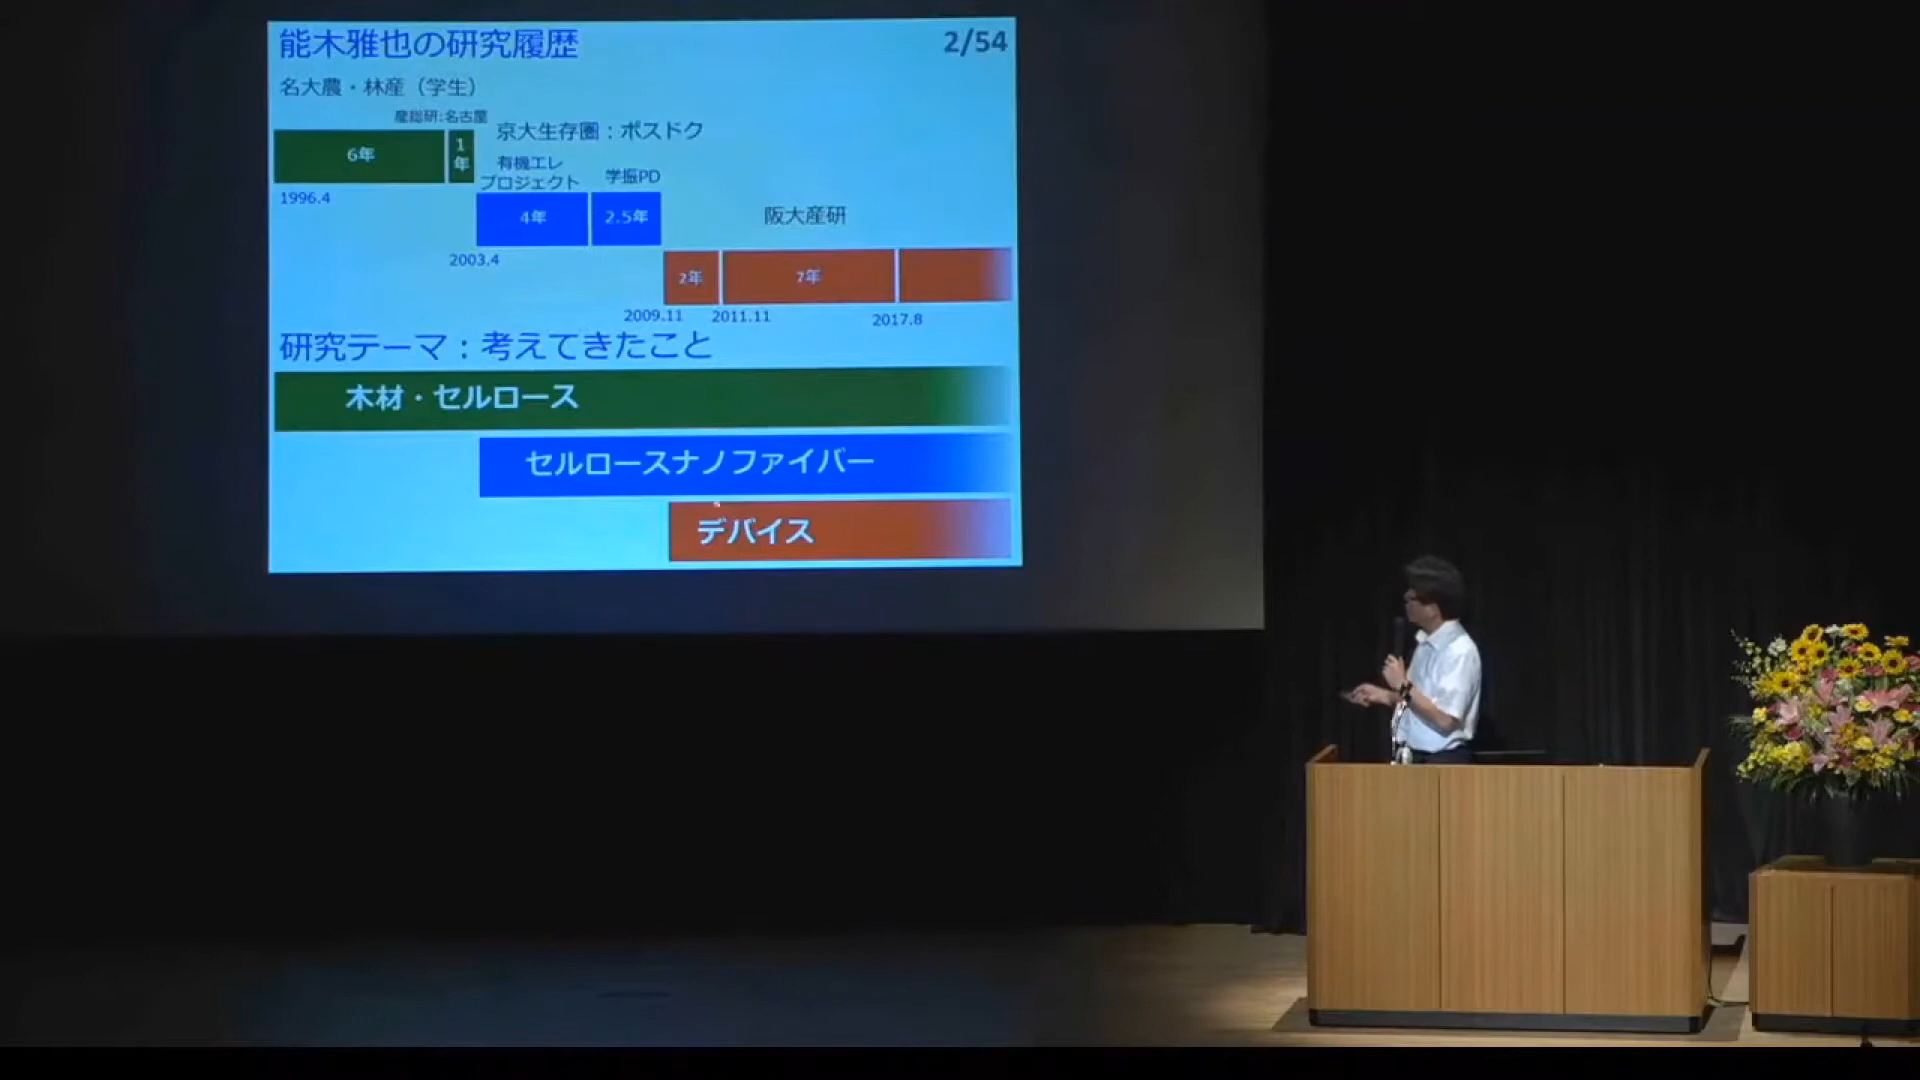 能木雅也の研究履歴
2/54
名大農・林産（学生）
産総研:名古屋
京大生存圏：ポスドク
6年
1
年
有機エレ
プロジェクト
学振PD
1996.4
4年
2.5年
阪大産研
2003.4
2年
7年
2009.11
2011.11
2017.8
研究テーマ：考えてきたこと
木材・セルロース
セルロースナノファイバー
デバイス